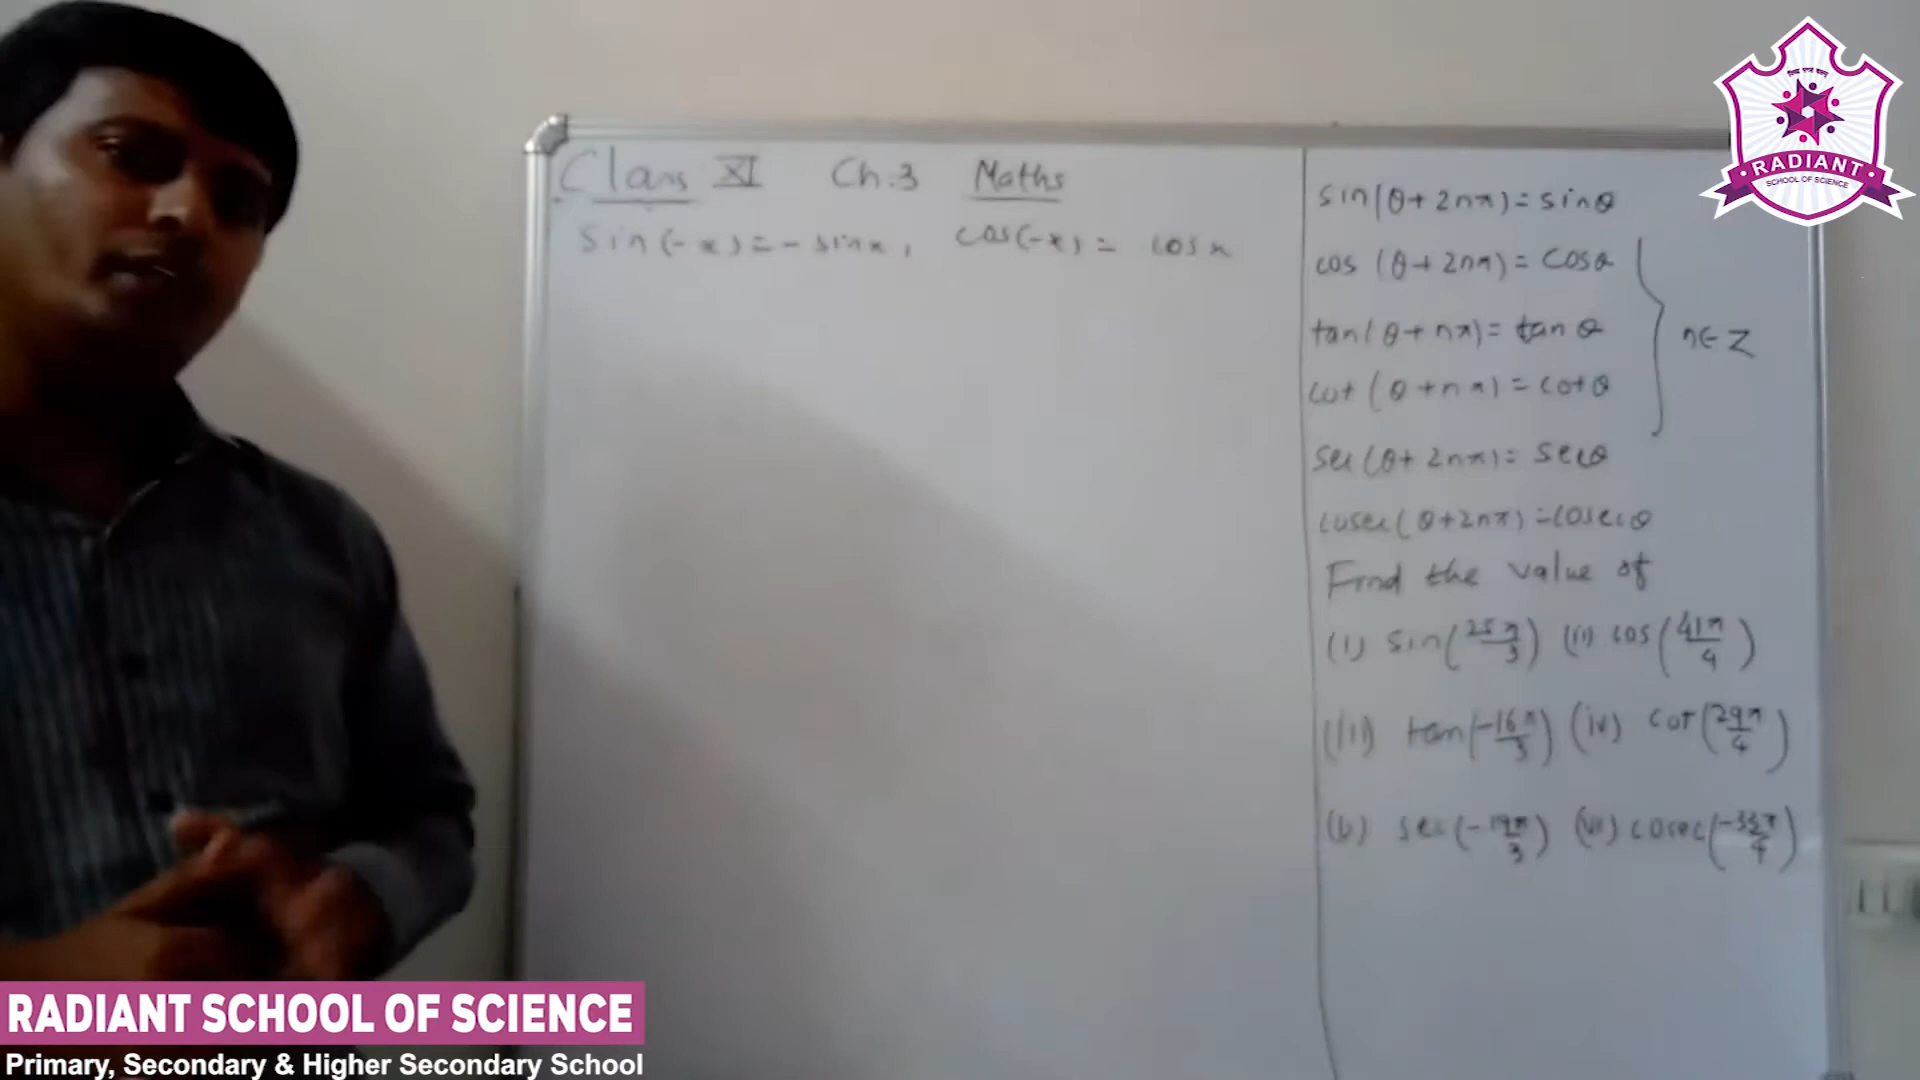 Class XI Ch:3 Maths
sin(-x) = - sinx, cos(-x) = cosx
sin(θ+2nπ) = sinθ
cos (θ+2nπ) = cosθ
tan(θ+nπ) = tanθ
cot (θ+nπ) = cotθ
n∈Z
sec(θ+2nπ) = secθ
cosec(θ+2nπ) = cosecθ
Find the value of
(i) sin(25π/3) (ii) cos(41π/4)
(iii) tan(-16π/3) (iv) cot(29π/4)
(v) sec(-19π/3) (vi) cosec(-33π/4)
RADIANT
SCHOOL OF SCIENCE
RADIANT SCHOOL OF SCIENCE
Primary, Secondary & Higher Secondary School